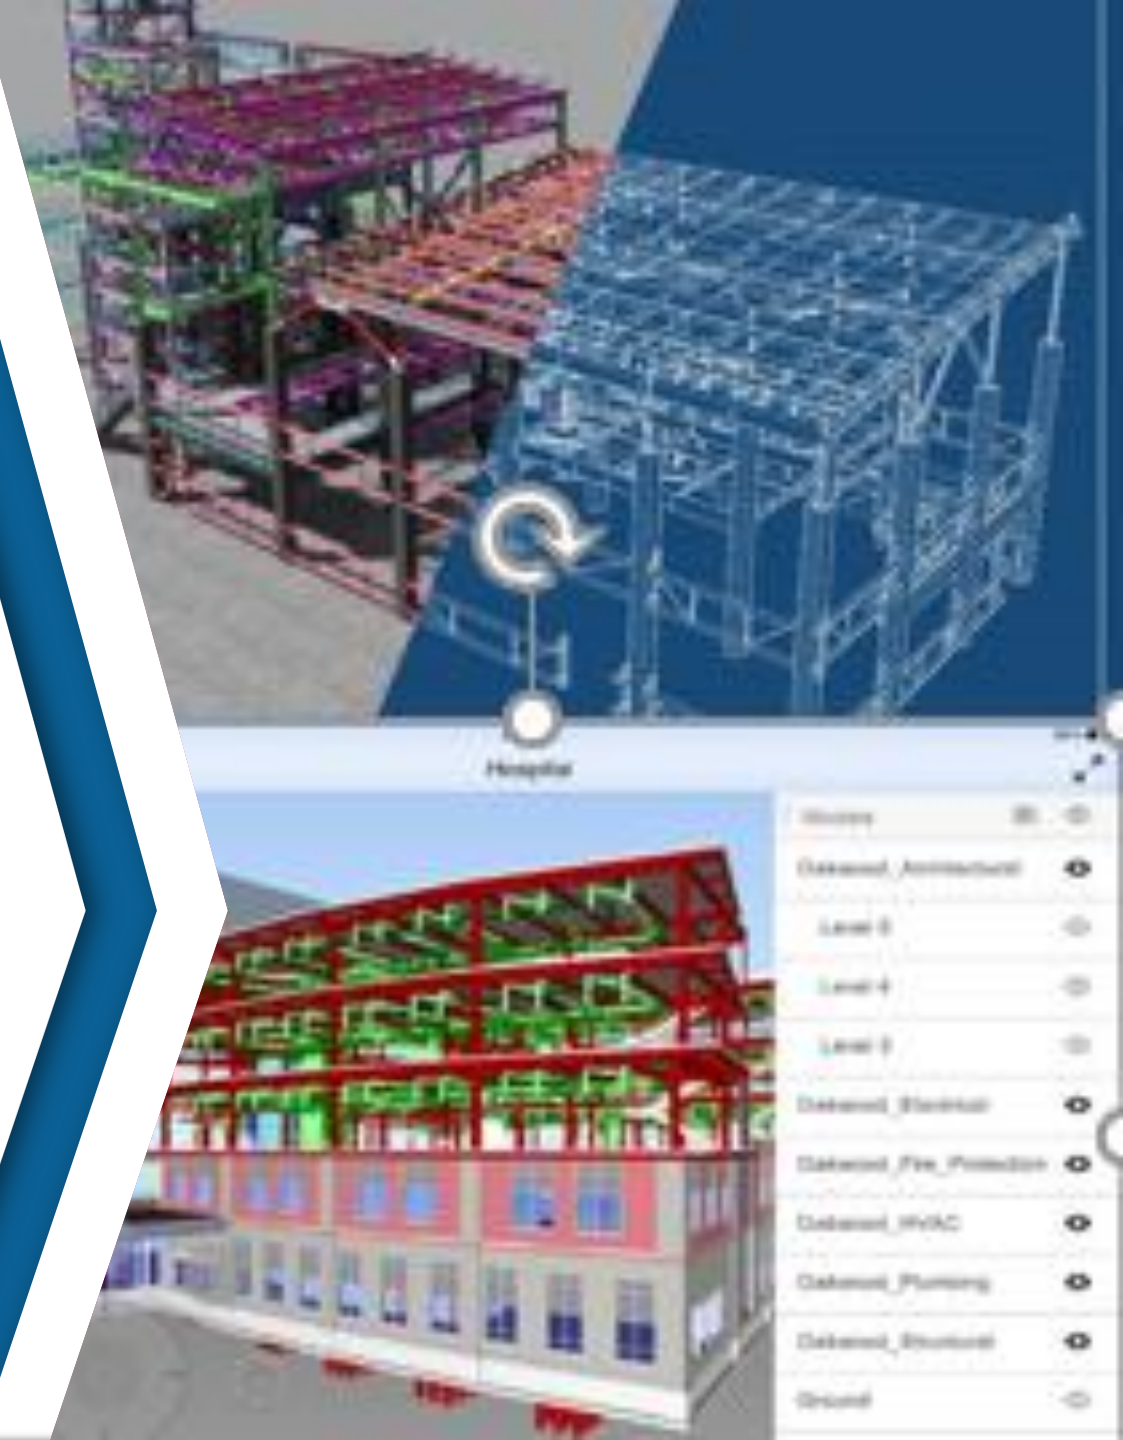 Hospital
Oakwood_Architectural
Level 5
Level 4
Level 3
Oakwood_Electrical
Oakwood_Fire_Protection
Oakwood_HVAC
Oakwood_Plumbing
Oakwood_Structural
Ground